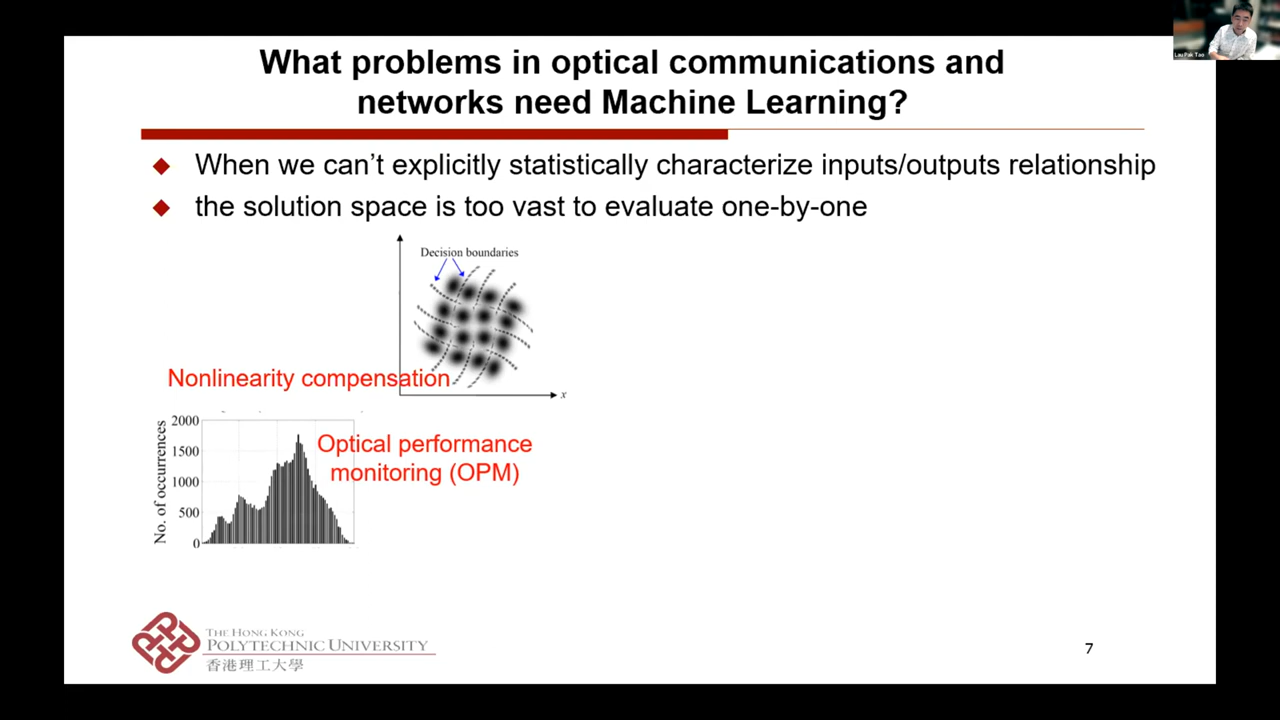 What problems in optical communications and
networks need Machine Learning?
When we can't explicitly statistically characterize inputs/outputs relationship
the solution space is too vast to evaluate one-by-one
Decision boundaries
x
Nonlinearity compensation
No. of occurrences
2000
1500
1000
500
0
Optical performance
monitoring (OPM)
THE HONG KONG
POLYTECHNIC UNIVERSITY
香港理工大學
7
Lau Pak Tao